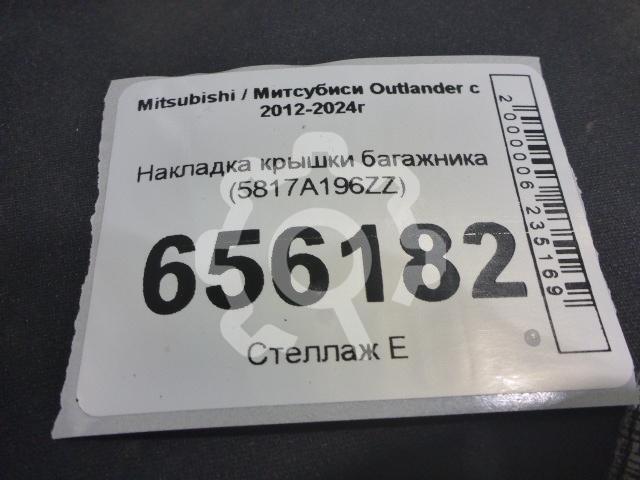 Mitsubishi / Митсубиси Outlander с
2012-2024г
Накладка крышки багажника
(5817A196ZZ)
656182
Стеллаж Е
2000006235169